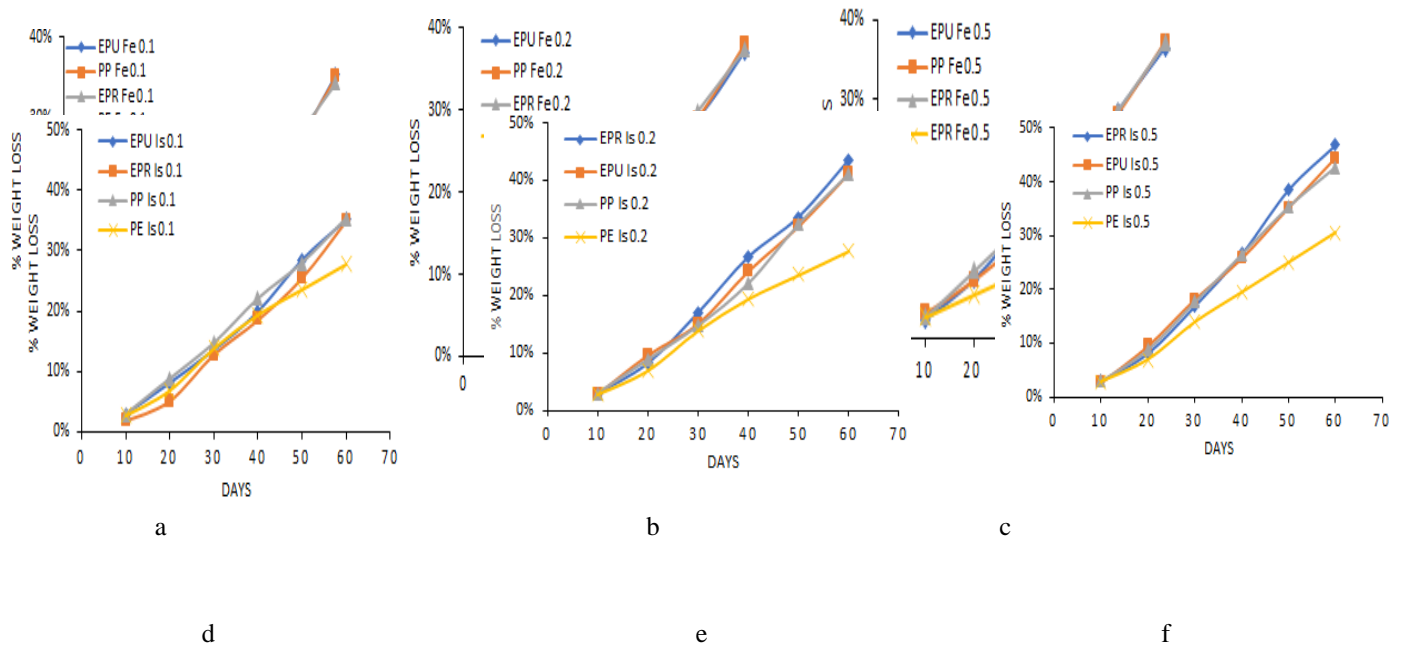 40%
EPU Fe 0.1
PP Fe 0.1
EPR Fe 0.1
% WEIGHT LOSS
50%
40%
30%
20%
10%
0%
% WEIGHT LOSS
EPU Is 0.1
EPR Is 0.1
PP Is 0.1
PE Is 0.1
0 10 20 30 40 50 60 70
DAYS
40%
30%
20%
10%
0%
0
% WEIGHT LOSS
EPU Fe 0.2
PP Fe 0.2
EPR Fe 0.2
50%
40%
30%
20%
10%
0%
% WEIGHT LOSS
EPR Is 0.2
EPU Is 0.2
PP Is 0.2
PE Is 0.2
0 10 20 30 40 50 60 70
DAYS
40%
30%
S
EPU Fe 0.5
PP Fe 0.5
EPR Fe 0.5
EPR Fe 0.5
10 20
50%
40%
30%
20%
10%
0%
% WEIGHT LOSS
EPR Is 0.5
EPU Is 0.5
PP Is 0.5
PE Is 0.5
0 10 20 30 40 50 60 70
DAYS
a b c
d e f